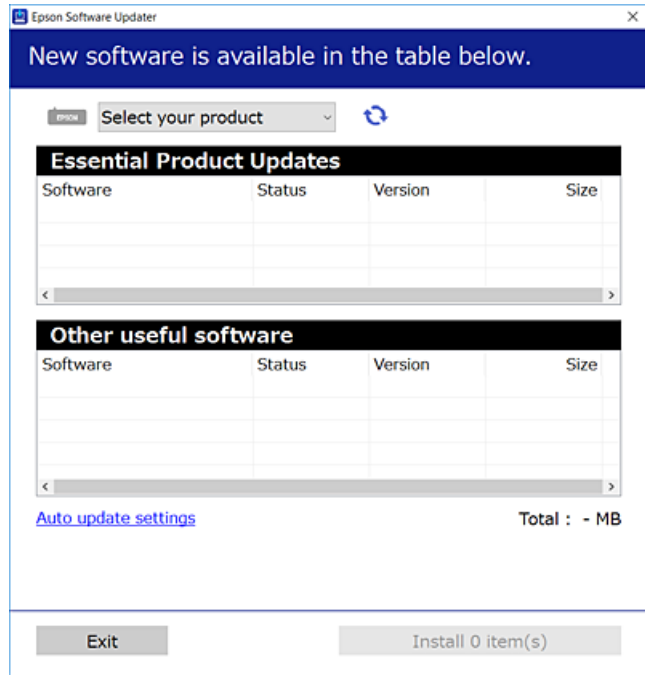 Epson Software Updater
New software is available in the table below.
EPSON Select your product
Essential Product Updates
Software Status Version Size
Other useful software
Software Status Version Size
Auto update settings Total : - MB
Exit Install 0 item(s)